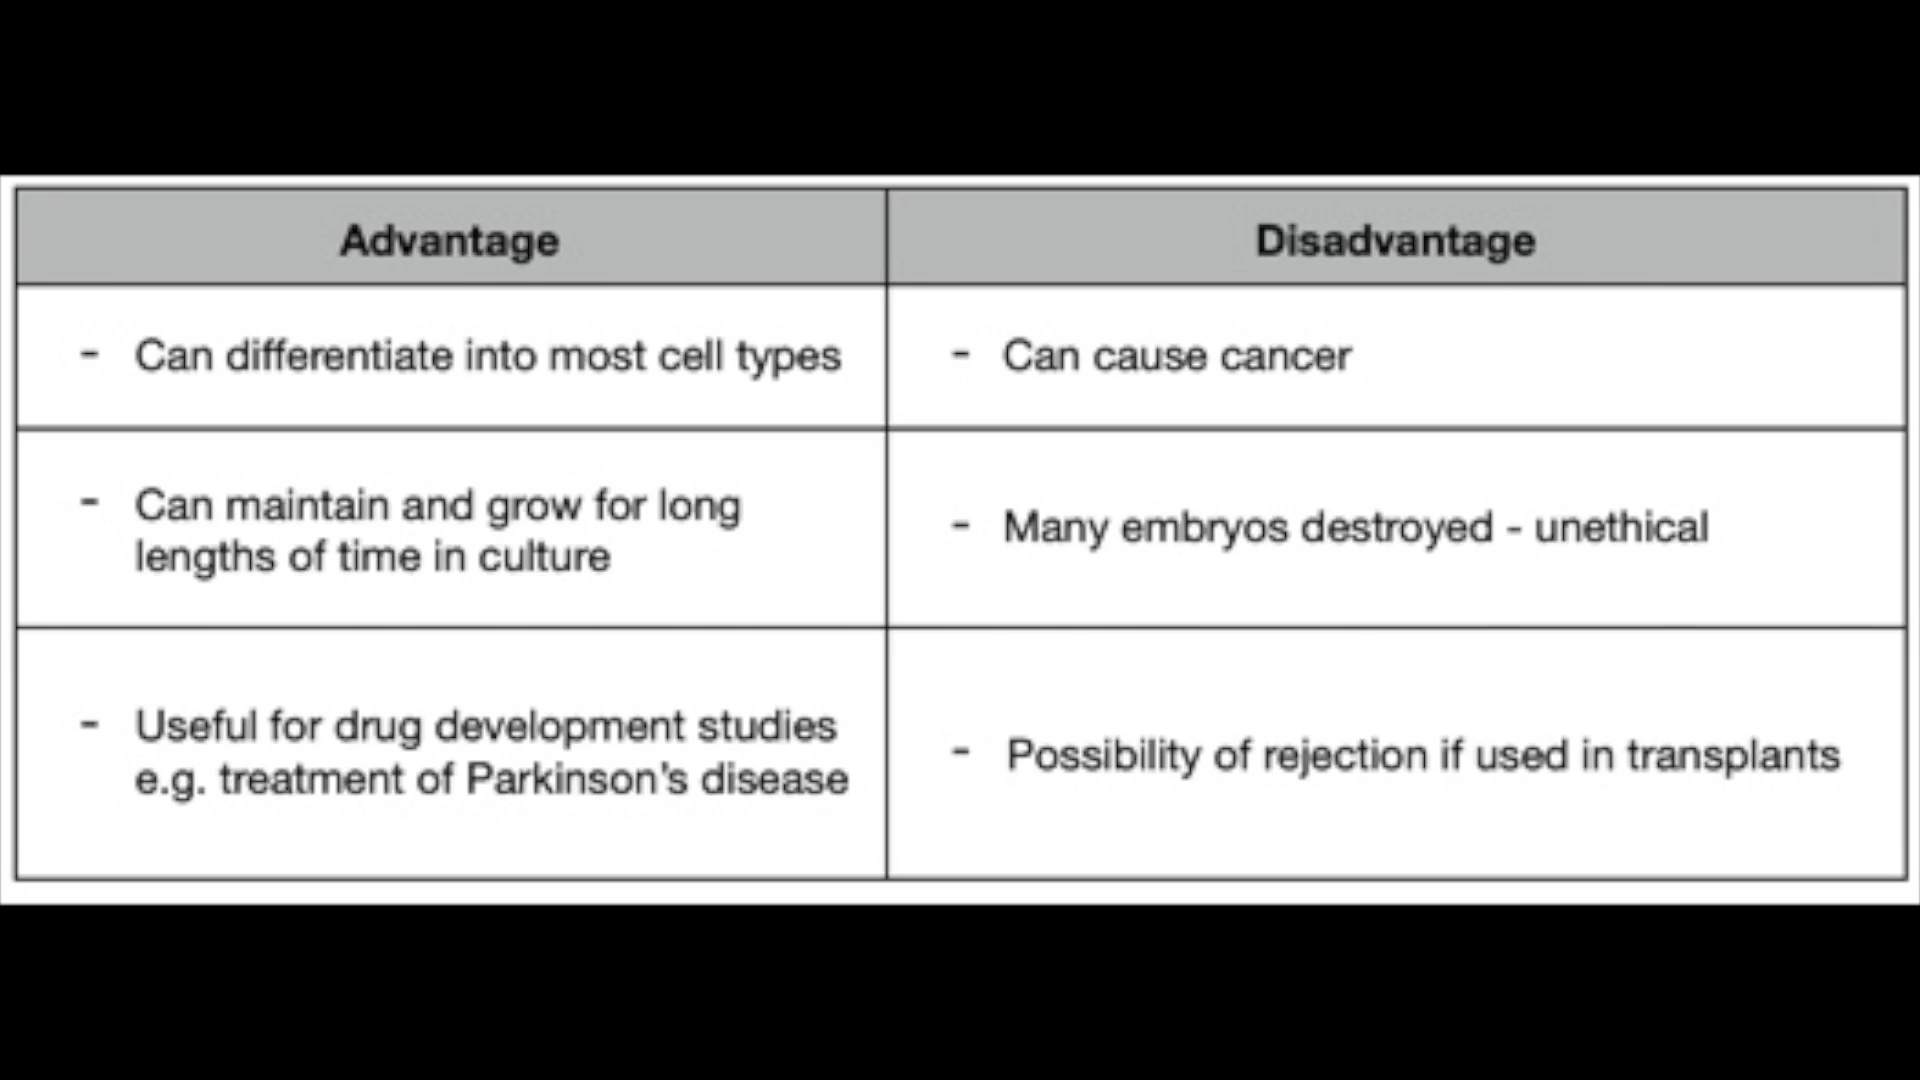 Advantage
Disadvantage
- Can differentiate into most cell types
- Can cause cancer
- Can maintain and grow for long
lengths of time in culture
- Many embryos destroyed - unethical
- Useful for drug development studies
e.g. treatment of Parkinson's disease
- Possibility of rejection if used in transplants